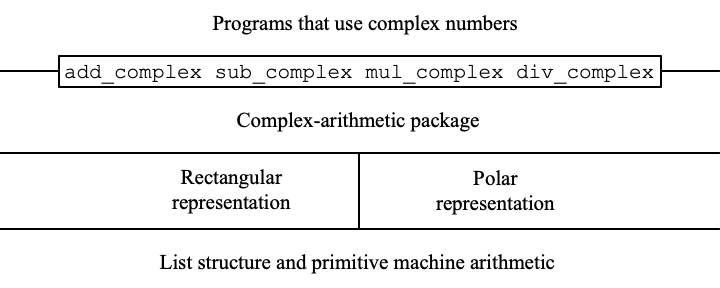 Programs that use complex numbers
add_complex sub_complex mul_complex div_complex
Complex-arithmetic package
Rectangular
representation
Polar
representation
List structure and primitive machine arithmetic